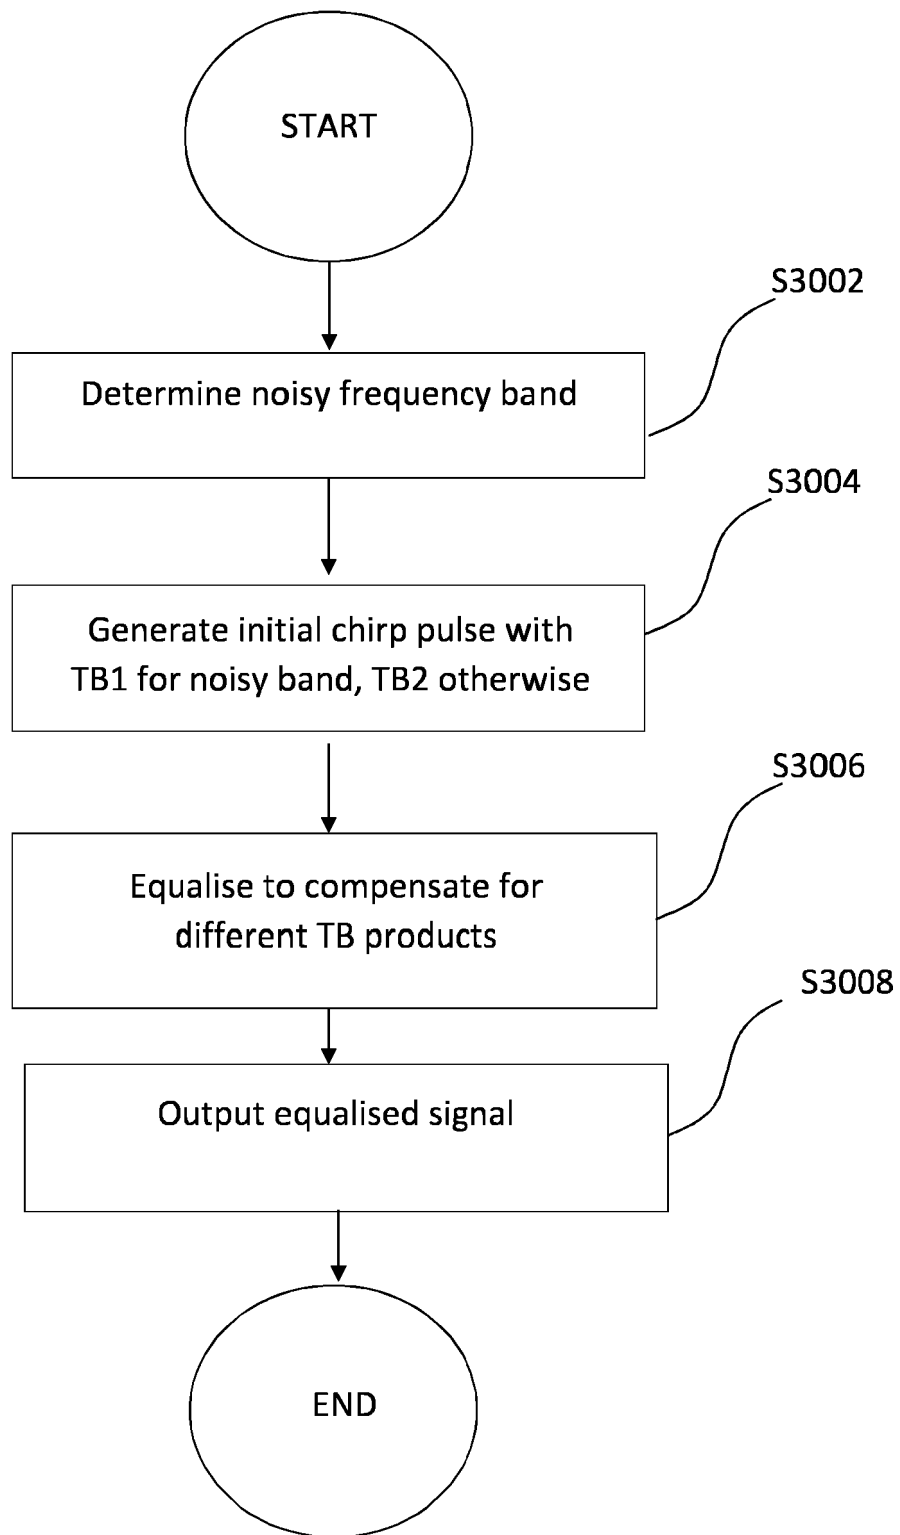 START
S3002
Determine noisy frequency band
S3004
Generate initial chirp pulse with
TB1 for noisy band, TB2 otherwise
S3006
Equalise to compensate for
different TB products
S3008
Output equalised signal
END